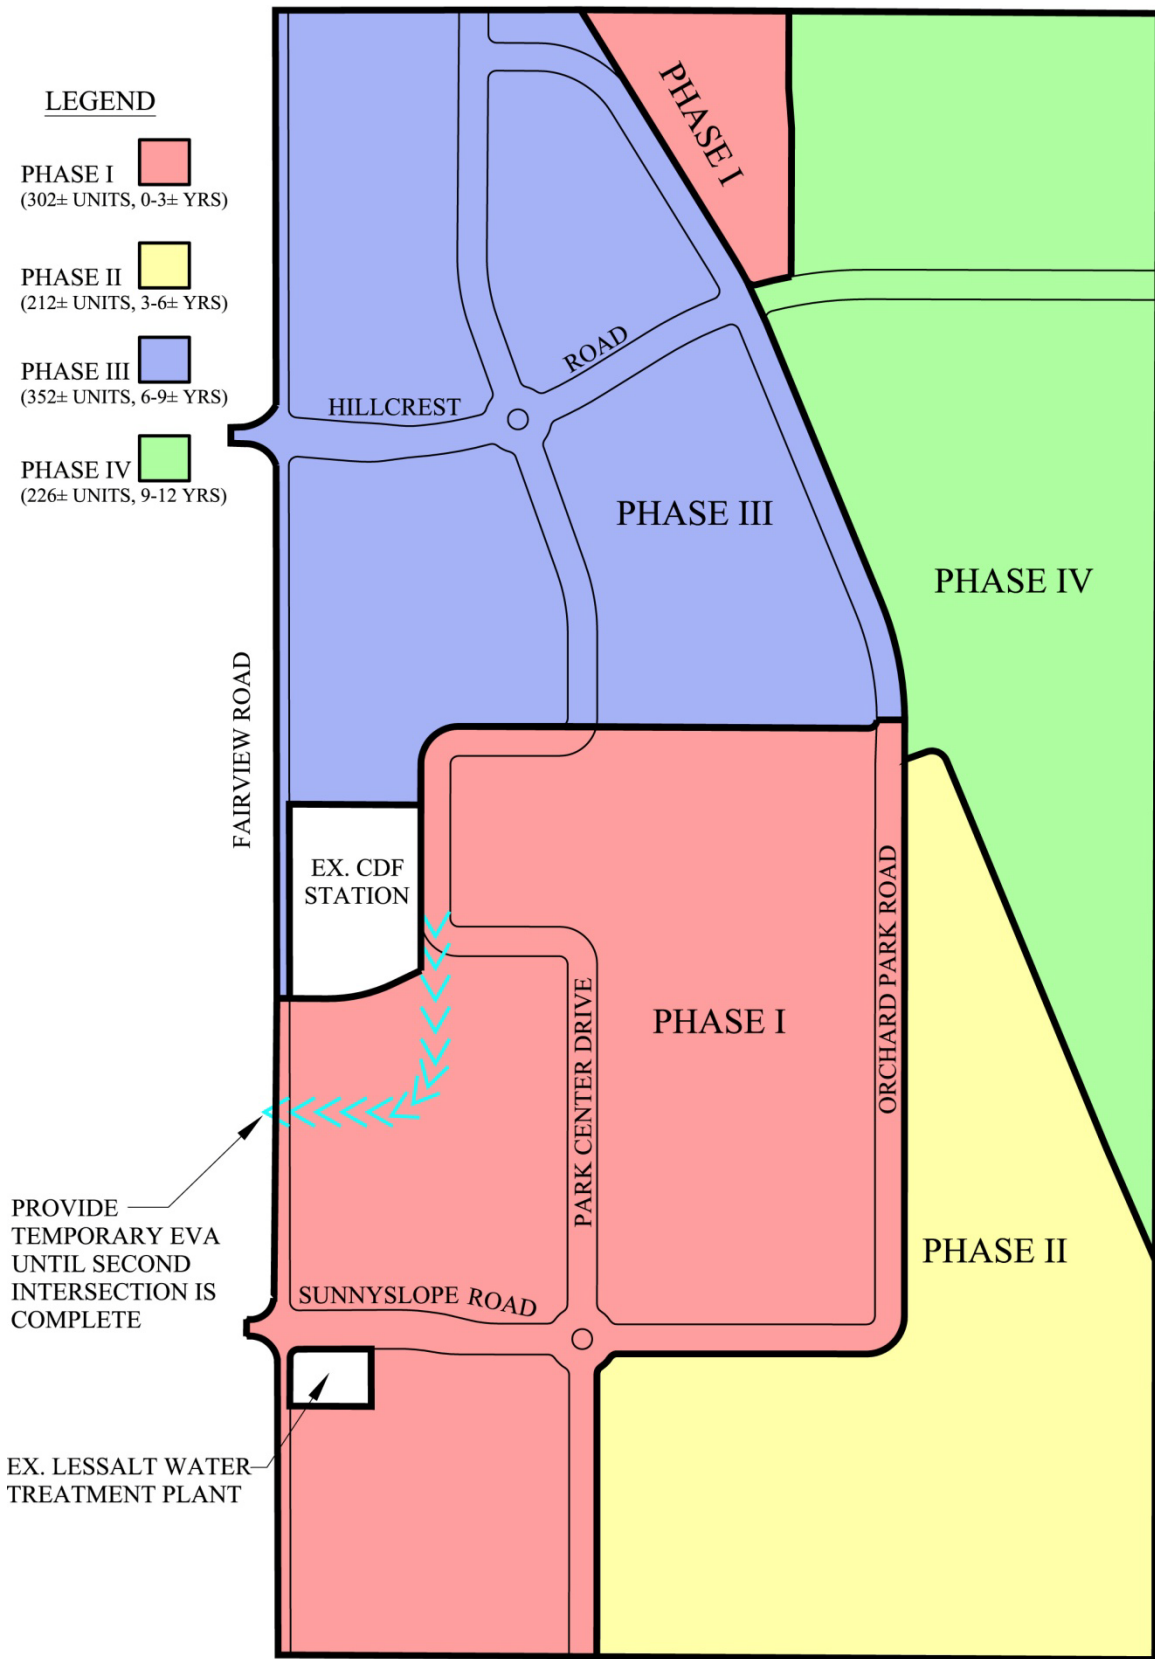 LEGEND
PHASE I
(302± UNITS, 0-3± YRS)
PHASE II
(212± UNITS, 3-6± YRS)
PHASE III
(352± UNITS, 6-9± YRS)
PHASE IV
(226± UNITS, 9-12 YRS)
PHASE I
HILLCREST ROAD
PHASE III
PHASE IV
FAIRVIEW ROAD
EX. CDF
STATION
PHASE I
PARK CENTER DRIVE
ORCHARD PARK ROAD
PROVIDE
TEMPORARY EVA
UNTIL SECOND
INTERSECTION IS
COMPLETE
PHASE II
SUNNYSLOPE ROAD
EX. LESSALT WATER
TREATMENT PLANT